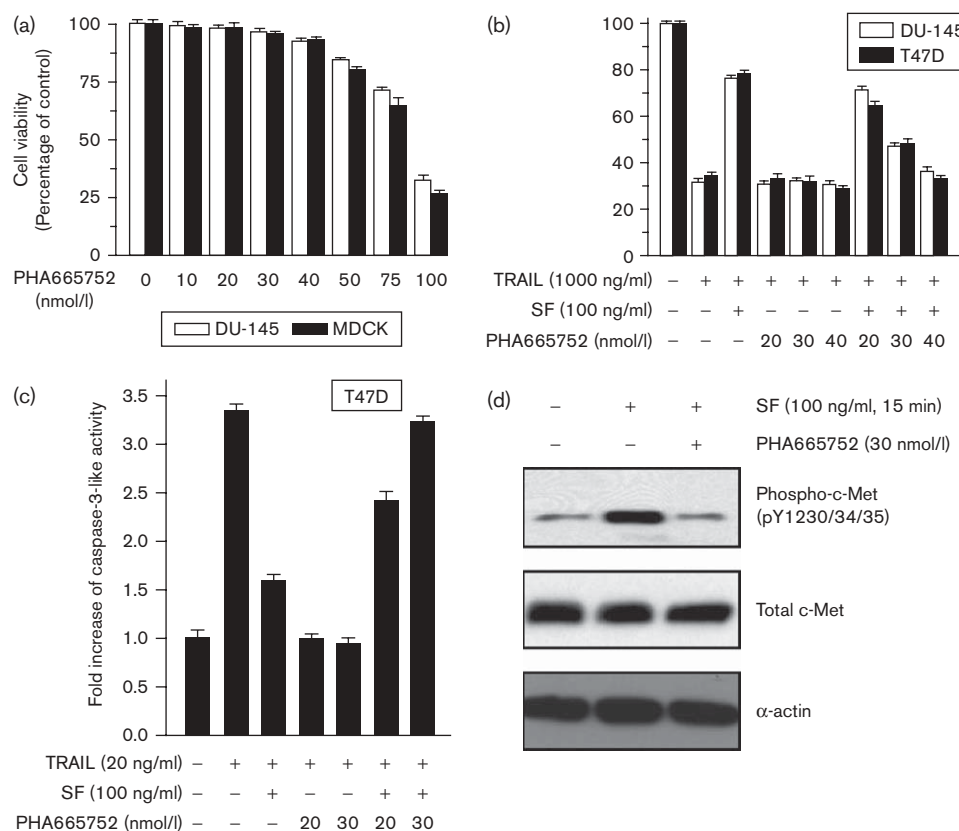 (a)
100
75
50
25
0
Cell viability
(Percentage of control)
PHA665752
(nmol/l)
0 10 20 30 40 50 75 100
DU-145 MDCK
(b)
100
80
60
40
20
0
DU-145
T47D
TRAIL (1000 ng/ml) – + + + + + + + +
SF (100 ng/ml) – – + – – – + + +
PHA665752 (nmol/l) – – – 20 30 40 20 30 40
(c)
T47D
3.5
3.0
2.5
2.0
1.5
1.0
0.5
0.0
Fold increase of caspase-3-like activity
TRAIL (20 ng/ml) – + + + + + +
SF (100 ng/ml) – – + – – + +
PHA665752 (nmol/l) – – – 20 30 20 30
(d)
– + + SF (100 ng/ml, 15 min)
– – + PHA665752 (30 nmol/l)
Phospho-c-Met
(pY1230/34/35)
Total c-Met
α-actin